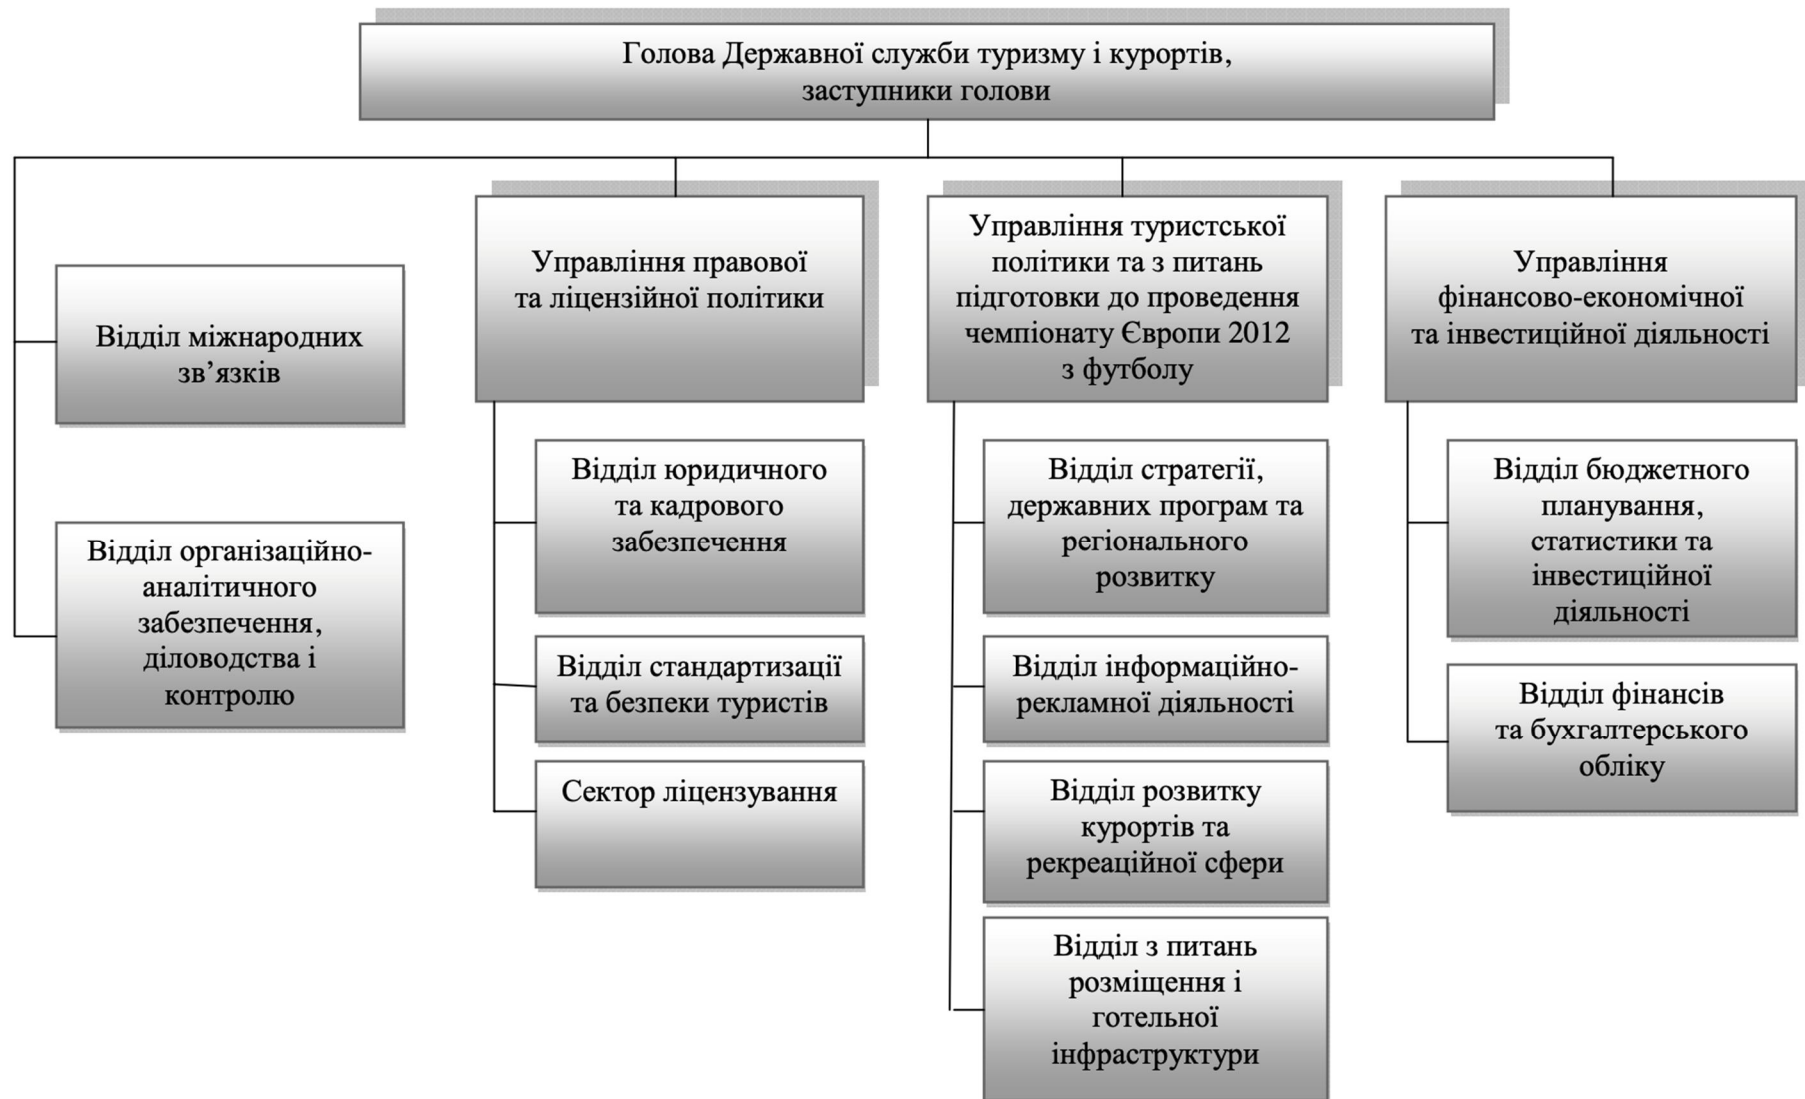 Голова Державної служби туризму і курортів,
заступники голови
Відділ міжнародних
зв’язків
Відділ організаційно-
аналітичного
забезпечення,
діловодства і
контролю
Управління правової
та ліцензійної політики
Відділ юридичного
та кадрового
забезпечення
Відділ стандартизації
та безпеки туристів
Сектор ліцензування
Управління туристської
політики та з питань
підготовки до проведення
чемпіонату Європи 2012
з футболу
Відділ стратегії,
державних програм та
регіонального
розвитку
Відділ інформаційно-
рекламної діяльності
Відділ розвитку
курортів та
рекреаційної сфери
Відділ з питань
розміщення і
готельної
інфраструктури
Управління
фінансово-економічної
та інвестиційної діяльності
Відділ бюджетного
планування,
статистики та
інвестиційної
діяльності
Відділ фінансів
та бухгалтерського
обліку